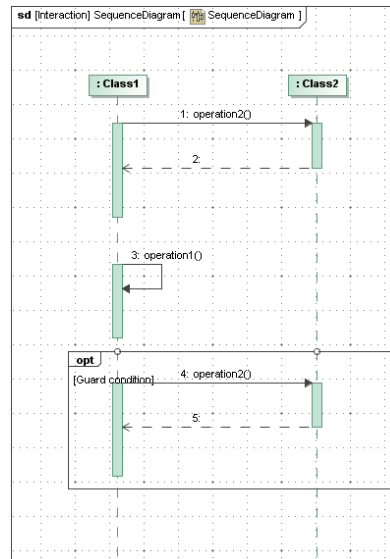 sd [Interaction] SequenceDiagram [ SequenceDiagram ]
: Class1
: Class2
1: operation2()
2:
3: operation1()
opt
4: operation2()
[Guard condition]
5: